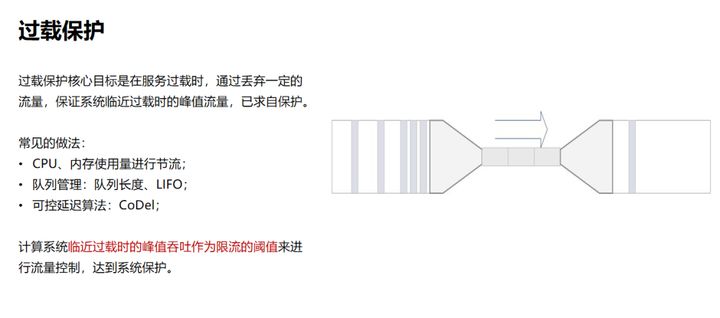 过载保护
过载保护核心目标是在服务过载时，通过丢弃一定的
流量，保证系统临近过载时的峰值流量，已求自保护。
常见的做法：
• CPU、内存使用量进行节流；
• 队列管理：队列长度、LIFO；
• 可控延迟算法：CoDel；
计算系统临近过载时的峰值吞吐作为限流的阈值来进
行流量控制，达到系统保护。